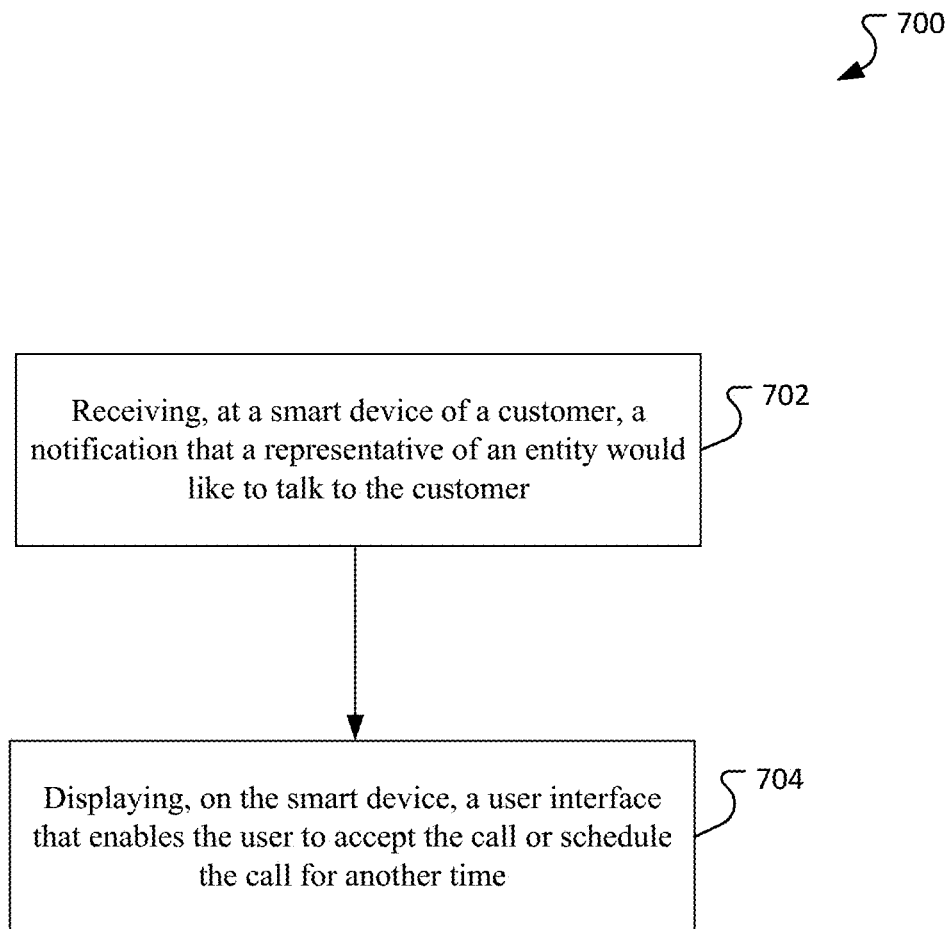 700
Receiving, at a smart device of a customer, a
notification that a representative of an entity would
like to talk to the customer
702
Displaying, on the smart device, a user interface
that enables the user to accept the call or schedule
the call for another time
704